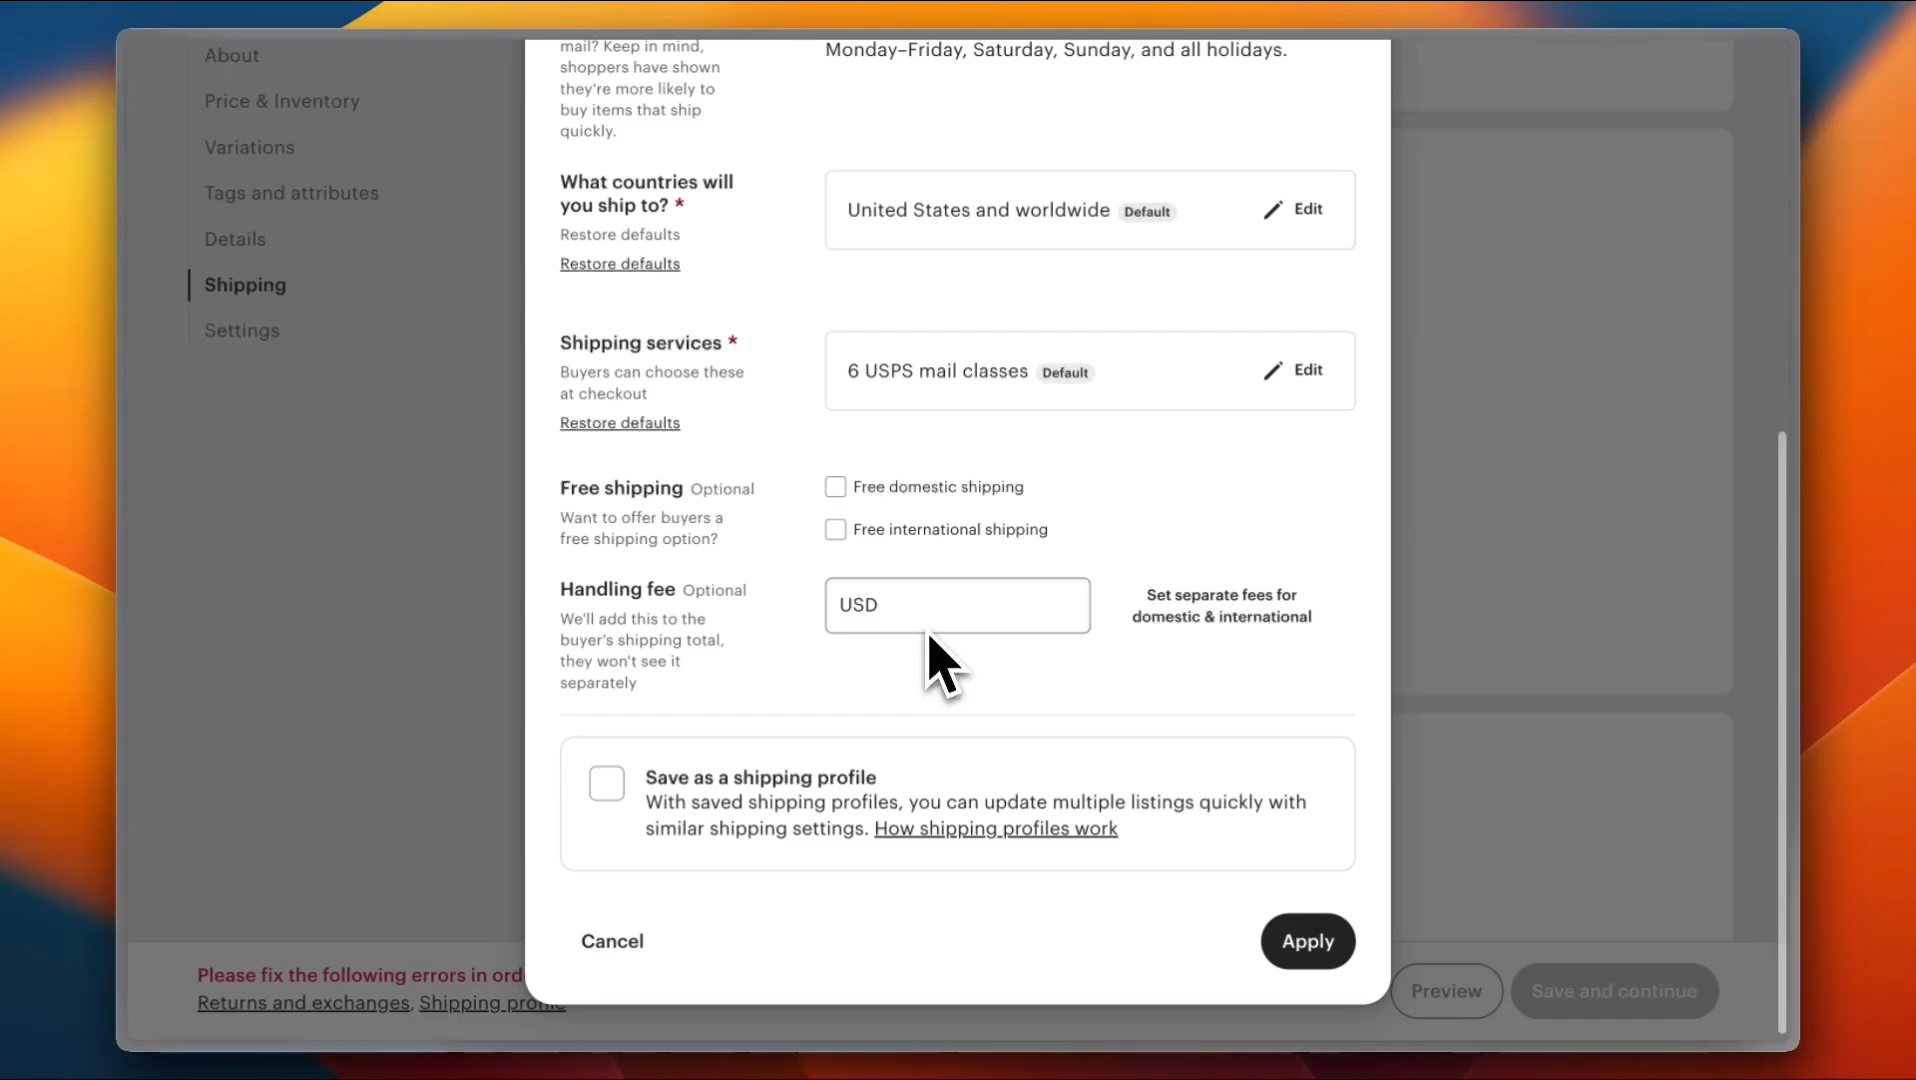 About
Price & Inventory
Variations
Tags and attributes
Details
Shipping
Settings
mail? Keep in mind,
shoppers have shown
they're more likely to
buy items that ship
quickly.
Monday–Friday, Saturday, Sunday, and all holidays.
What countries will
you ship to? *
Restore defaults
Restore defaults
United States and worldwide Default
Edit
Shipping services *
Buyers can choose these
at checkout
Restore defaults
6 USPS mail classes Default
Edit
Free shipping Optional
Want to offer buyers a
free shipping option?
Free domestic shipping
Free international shipping
Handling fee Optional
We'll add this to the
buyer's shipping total,
they won't see it
separately
USD
Set separate fees for
domestic & international
Save as a shipping profile
With saved shipping profiles, you can update multiple listings quickly with
similar shipping settings. How shipping profiles work
Cancel
Apply
Please fix the following errors in ord
Returns and exchanges, Shipping profile
Preview
Save and continue